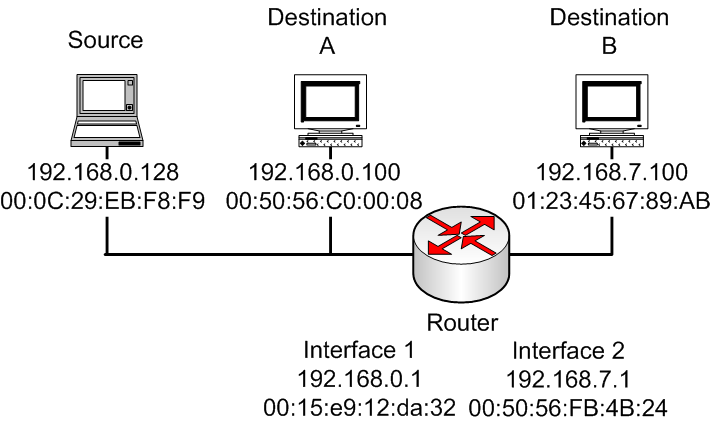 Source
Destination
A
Destination
B
192.168.0.128
00:0C:29:EB:F8:F9
192.168.0.100
00:50:56:C0:00:08
192.168.7.100
01:23:45:67:89:AB
Router
Interface 1
192.168.0.1
00:15:e9:12:da:32
Interface 2
192.168.7.1
00:50:56:FB:4B:24